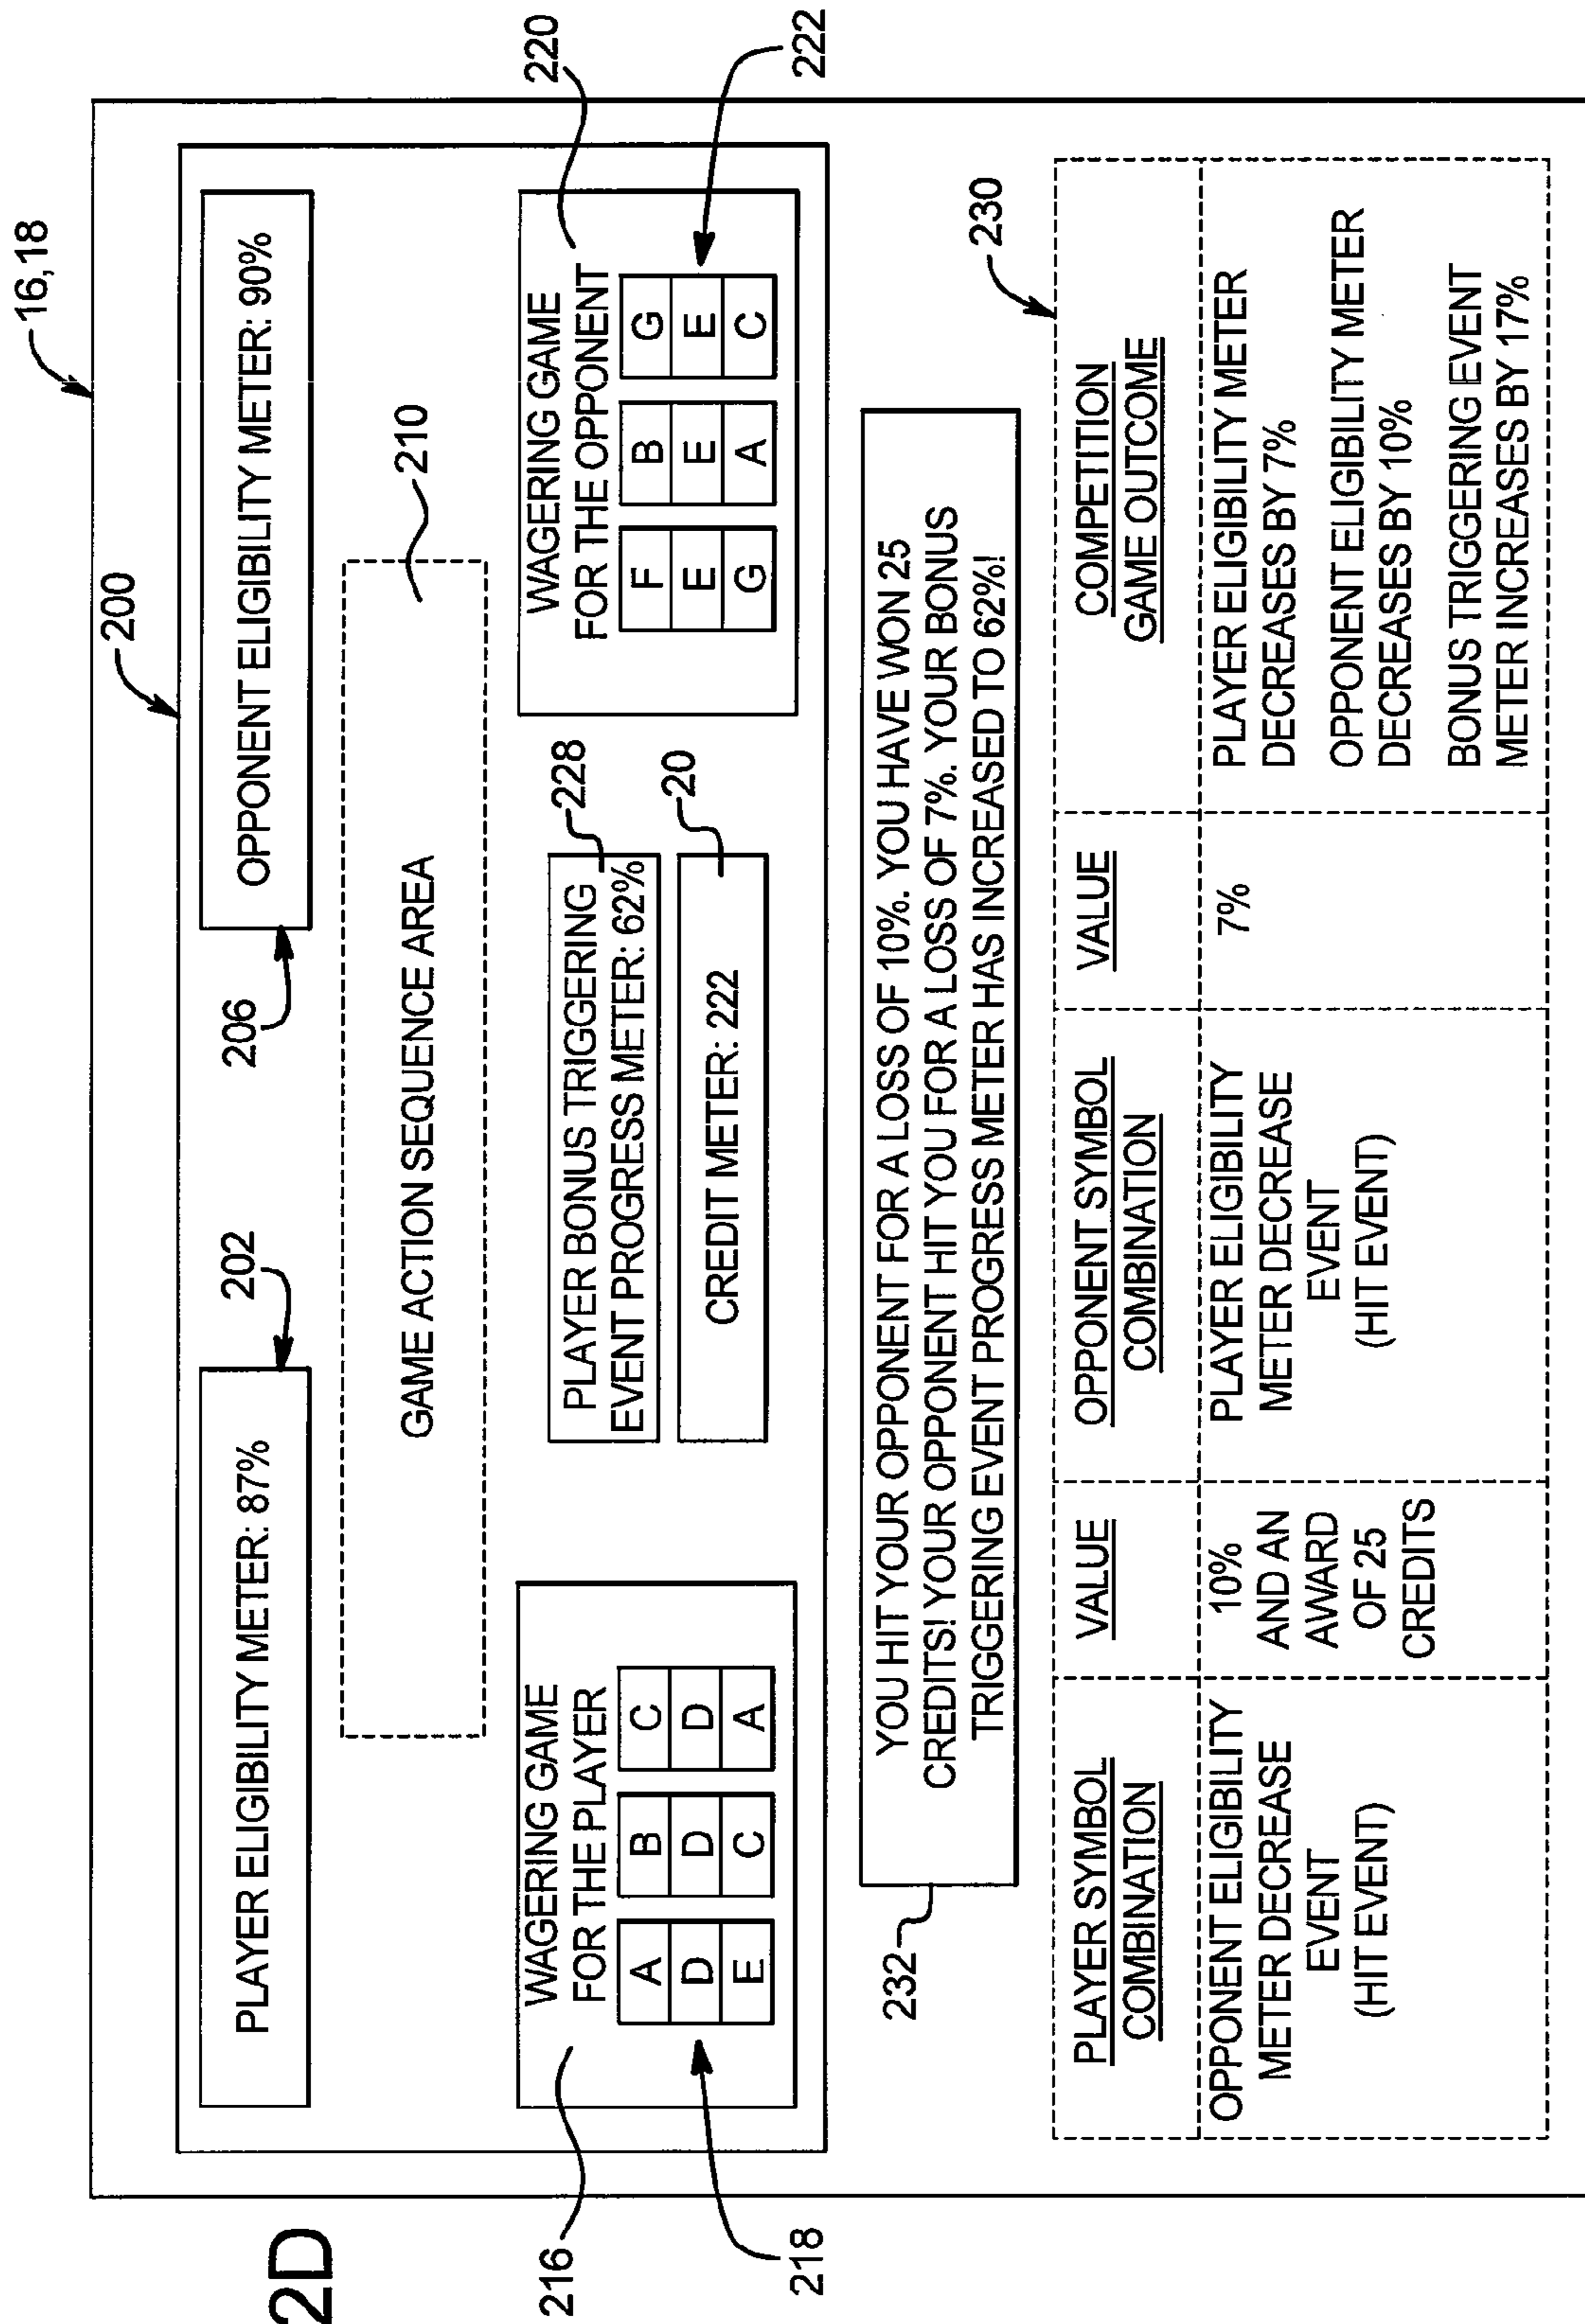 2D
16,18
200
PLAYER ELIGIBILITY METER: 87%
202
OPPONENT ELIGIBILITY METER: 90%
206
GAME ACTION SEQUENCE AREA
210
WAGERING GAME
FOR THE PLAYER
A B C
D D D
E C A
216
218
PLAYER BONUS TRIGGERING
EVENT PROGRESS METER: 62%
228
CREDIT METER: 222
20
WAGERING GAME
FOR THE OPPONENT
F B G
E E E
G A C
220
222
YOU HIT YOUR OPPONENT FOR A LOSS OF 10%. YOU HAVE WON 25
CREDITS! YOUR OPPONENT HIT YOU FOR A LOSS OF 7%. YOUR BONUS
TRIGGERING EVENT PROGRESS METER HAS INCREASED TO 62%!
232
230
PLAYER SYMBOL
COMBINATION
VALUE
OPPONENT SYMBOL
COMBINATION
VALUE
COMPETITION
GAME OUTCOME
OPPONENT ELIGIBILITY
METER DECREASE
EVENT
(HIT EVENT)
10%
AND AN
AWARD
OF 25
CREDITS
PLAYER ELIGIBILITY
METER DECREASE
EVENT
(HIT EVENT)
7%
PLAYER ELIGIBILITY METER
DECREASES BY 7%
OPPONENT ELIGIBILITY METER
DECREASES BY 10%
BONUS TRIGGERING EVENT
METER INCREASES BY 17%